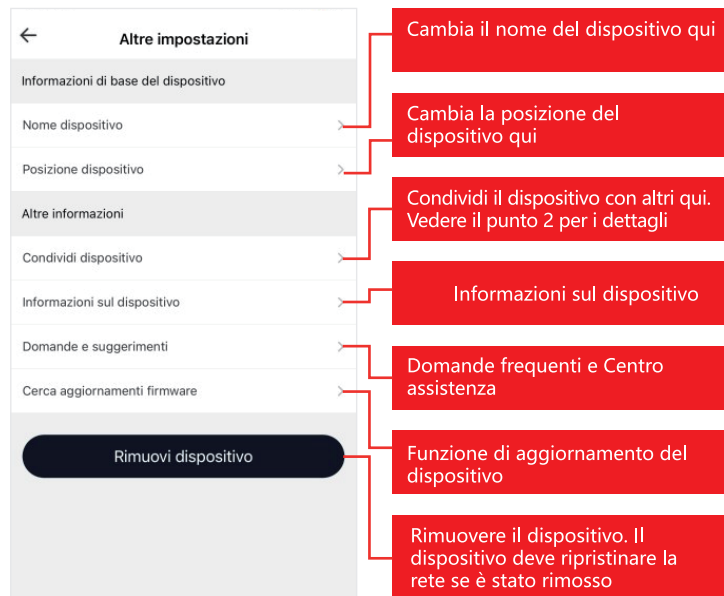 Altre impostazioni
Informazioni di base del dispositivo
Nome dispositivo
Posizione dispositivo
Altre informazioni
Condividi dispositivo
Informazioni sul dispositivo
Domande e suggerimenti
Cerca aggiornamenti firmware
Rimuovi dispositivo
Cambia il nome del dispositivo qui
Cambia la posizione del
dispositivo qui
Condividi il dispositivo con altri qui.
Vedere il punto 2 per i dettagli
Informazioni sul dispositivo
Domande frequenti e Centro
assistenza
Funzione di aggiornamento del
dispositivo
Rimuovere il dispositivo. Il
dispositivo deve ripristinare la
rete se è stato rimosso